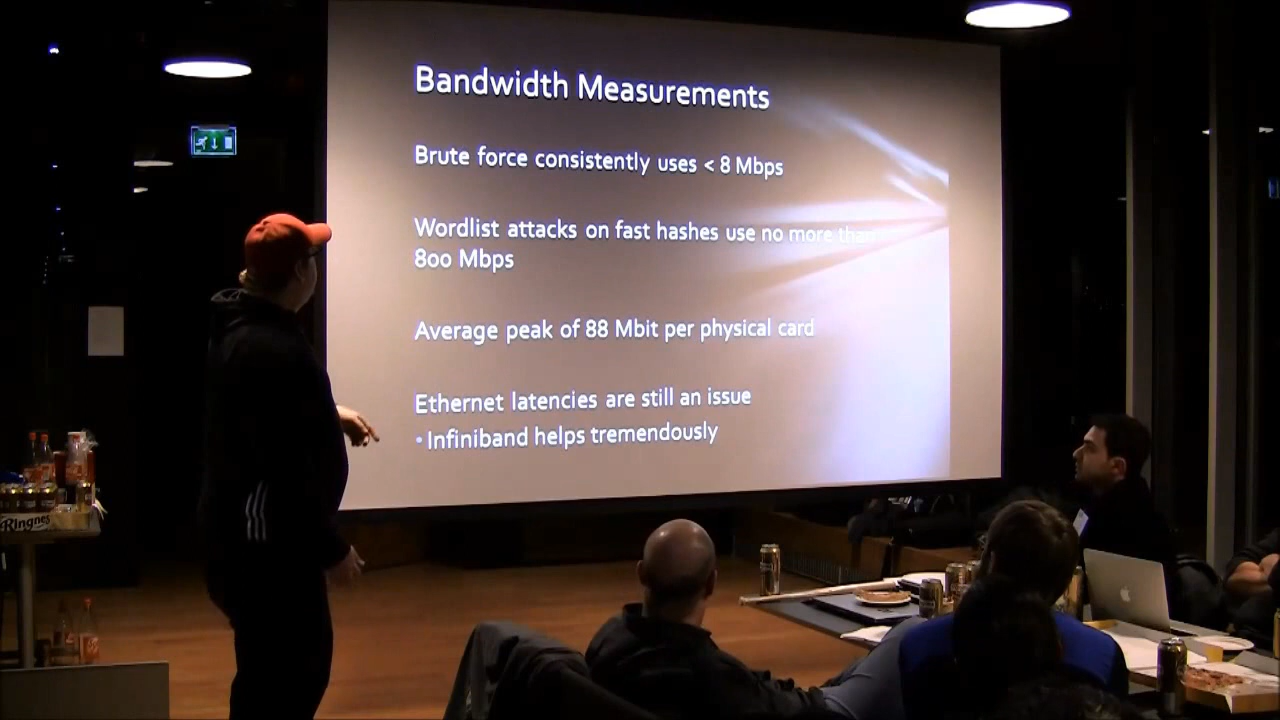 Bandwidth Measurements
Brute force consistently uses < 8 Mbps
Wordlist attacks on fast hashes use no more than
800 Mbps
Average peak of 88 Mbit per physical card
Ethernet latencies are still an issue
• Infiniband helps tremendously
Ringnes